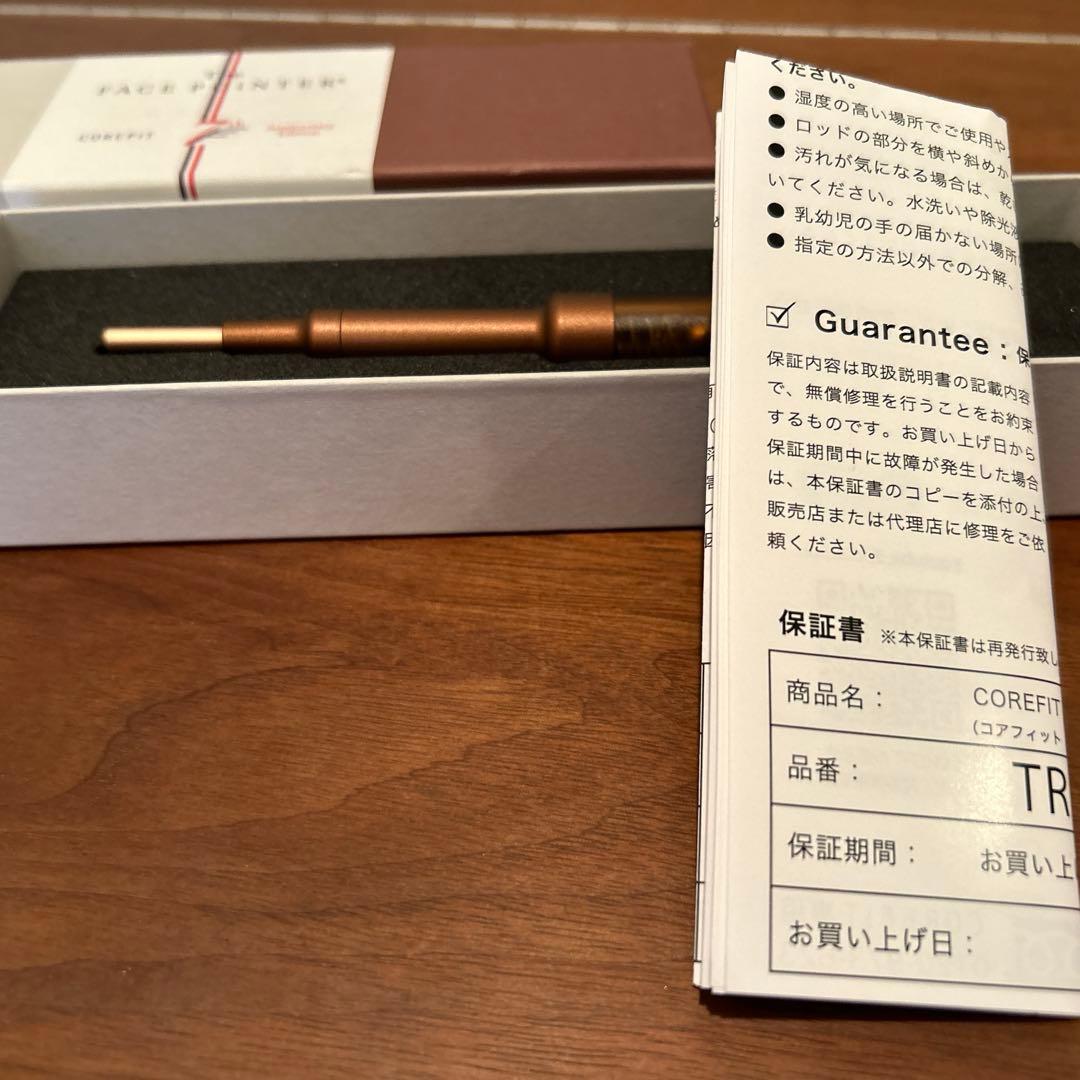 FACE POINTER
COREFIT
ください。
● 湿度の高い場所でご使用や
● ロッドの部分を横や斜めか
● 汚れが気になる場合は、乾
いてください。水洗いや除光液
● 乳幼児の手の届かない場所
● 指定の方法以外での分解、
☑ Guarantee：保
保証内容は取扱説明書の記載内容
で、無償修理を行うことをお約束
するものです。お買い上げ日から
保証期間中に故障が発生した場合
は、本保証書のコピーを添付の上、
販売店または代理店に修理をご依
頼ください。
保証書 ※本保証書は再発行致し
商品名： COREFIT
（コアフィット
品番： TR
保証期間： お買い上
お買い上げ日：